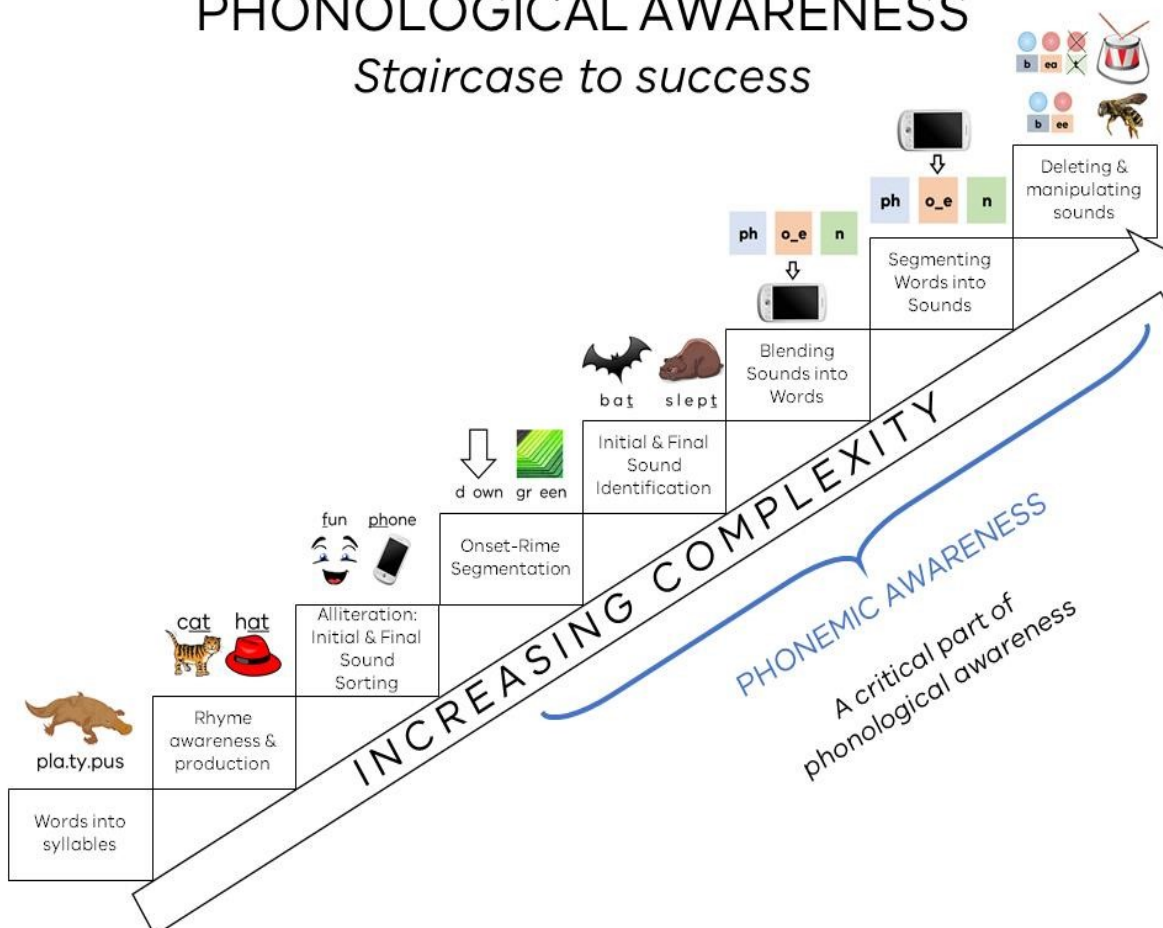 PHONOLOGICAL AWARENESS
Staircase to success
b ea t
b ee
Deleting &
manipulating
sounds
ph o_e n
Segmenting
Words into
Sounds
ph o_e n
Blending
Sounds into
Words
bat slept
Initial & Final
Sound
Identification
d own gr een
Onset-Rime
Segmentation
fun phone
Alliteration:
Initial & Final
Sound
Sorting
cat hat
Rhyme
awareness &
production
pla.ty.pus
Words into
syllables
INCREASING COMPLEXITY
PHONEMIC AWARENESS
A critical part of
phonological awareness